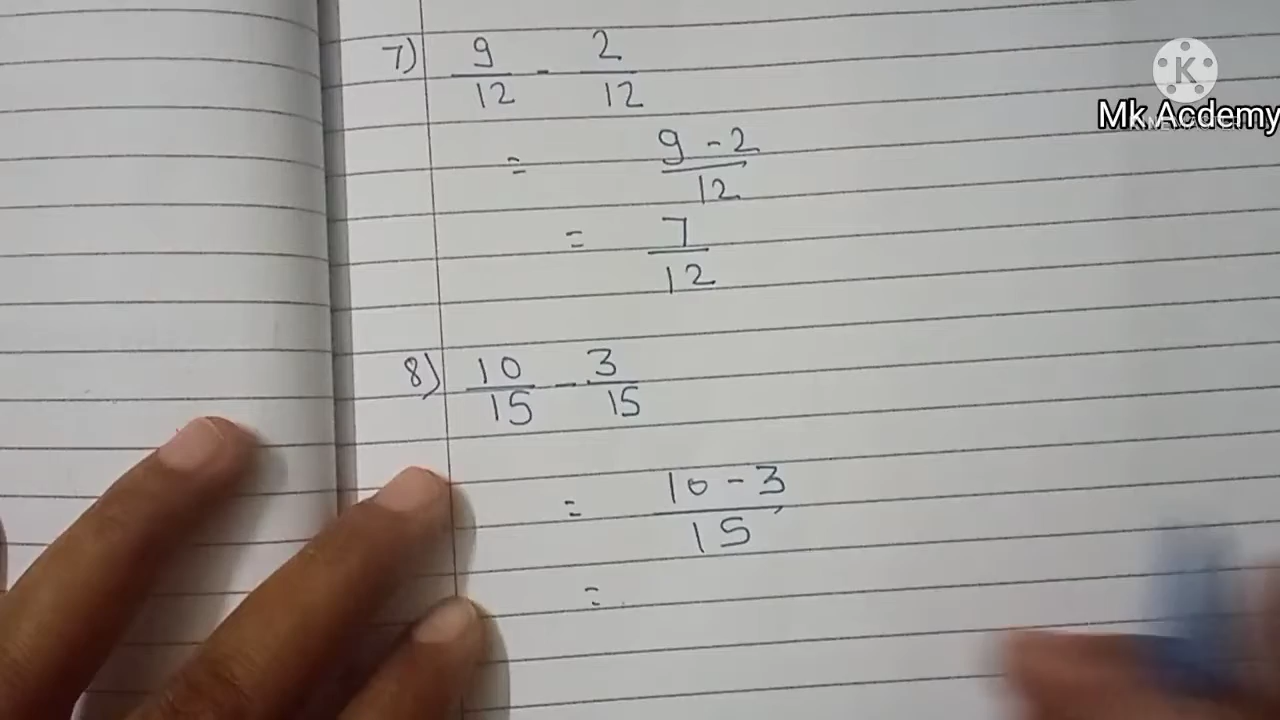 7) 9/12 - 2/12
= 9 - 2/12
= 7/12
8) 10/15 - 3/15
= 10 - 3/15
=
K
Mk Acdemy